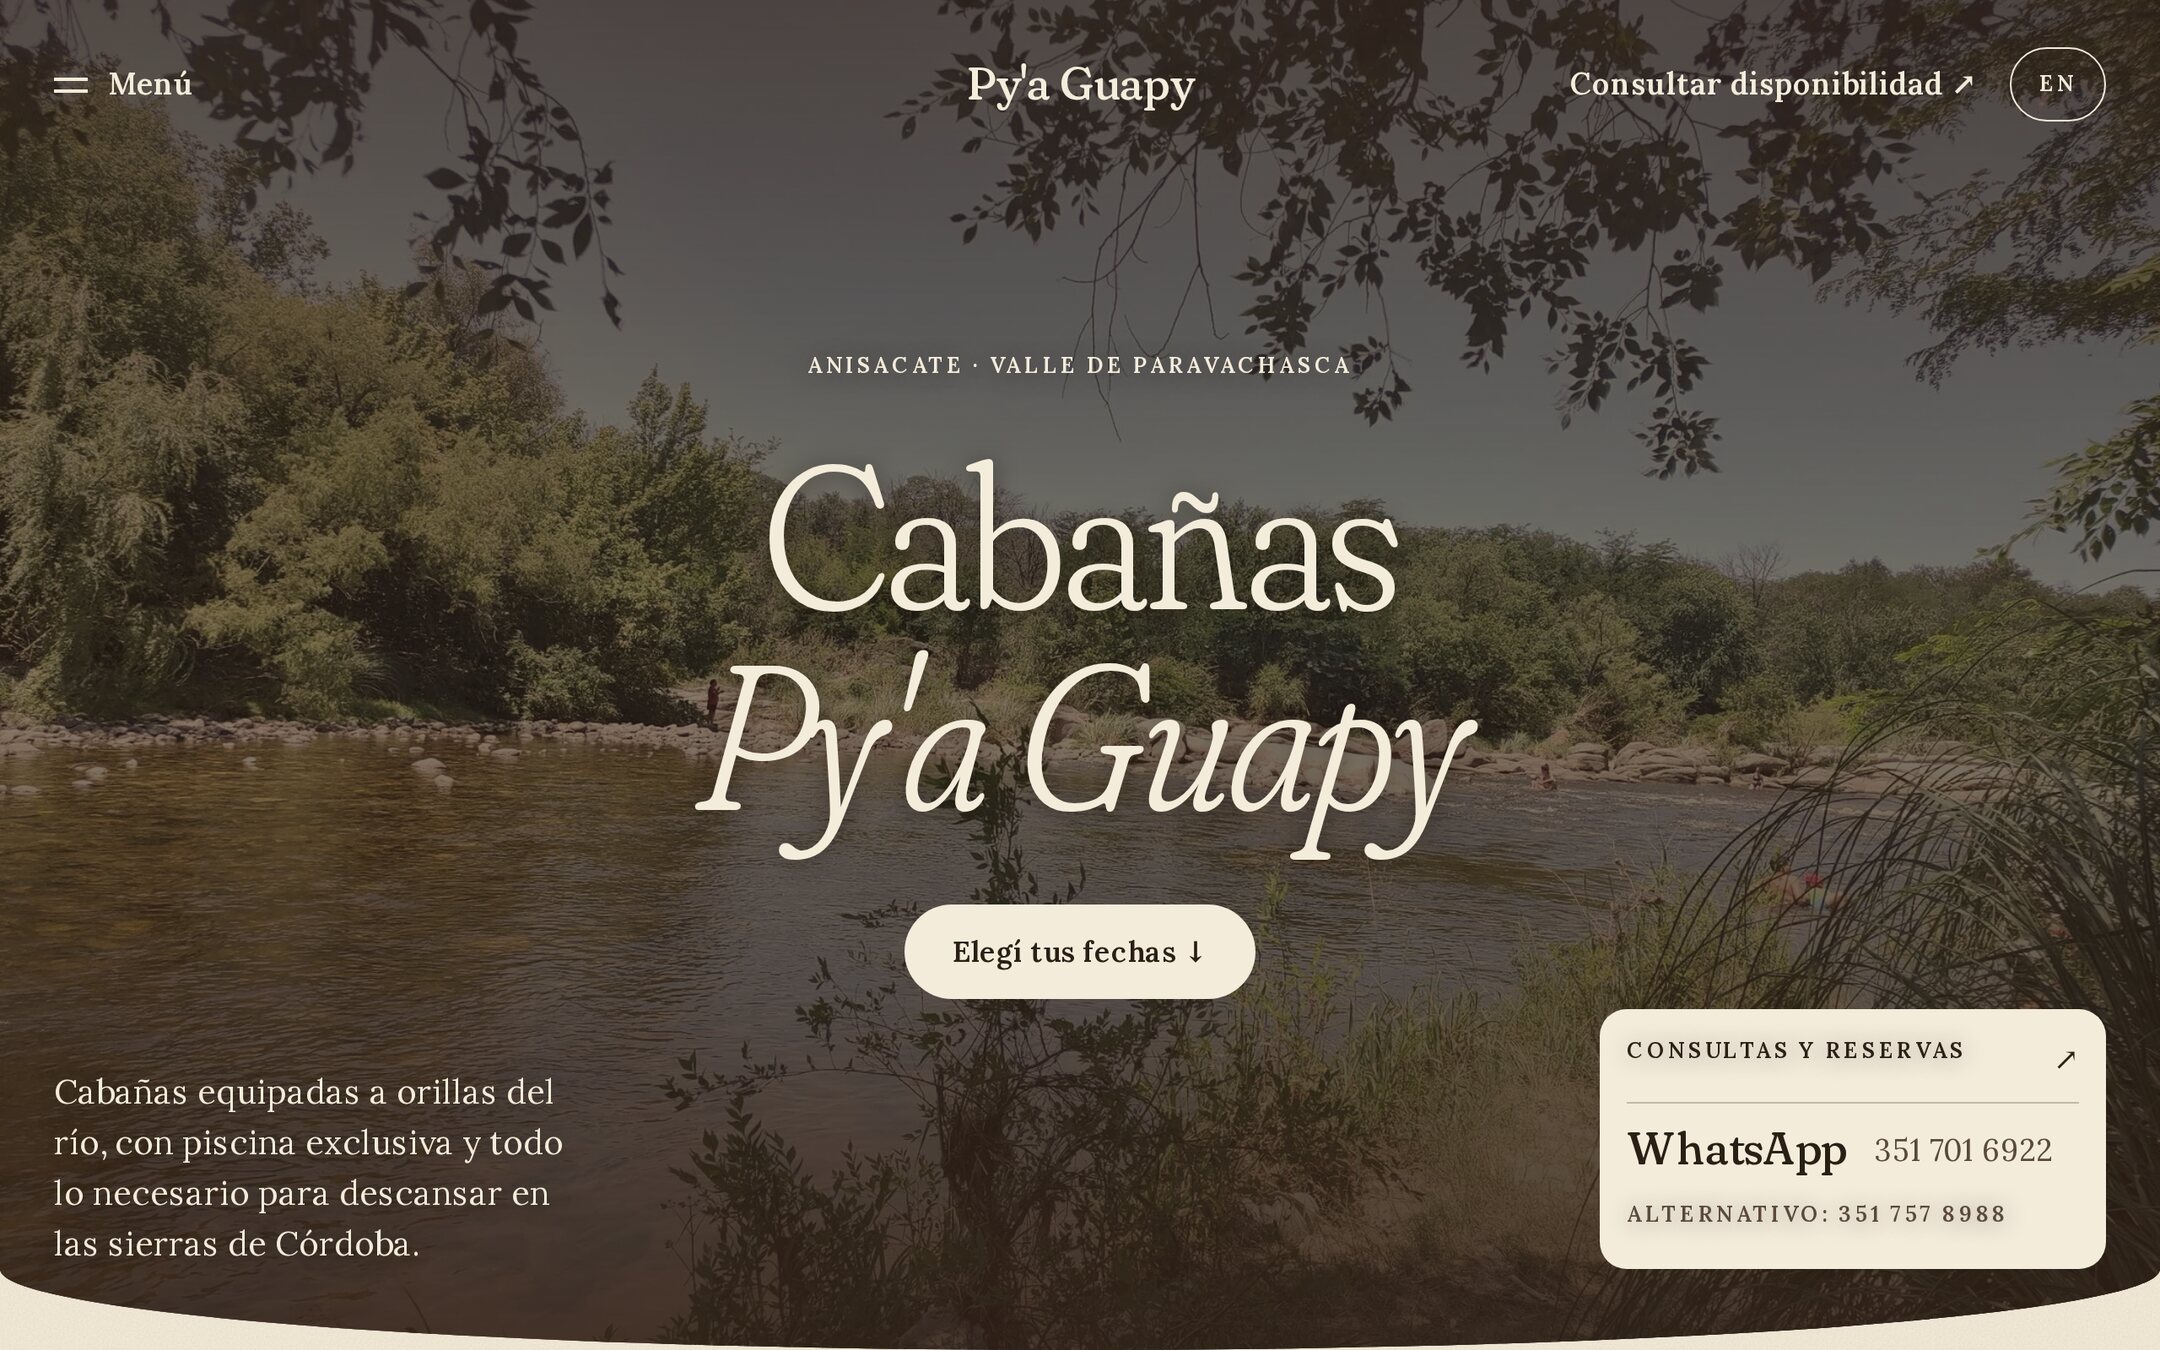 Menú
Py'a Guapy
Consultar disponibilidad ↗
EN
ANISACATE · VALLE DE PARAVACHASCA
Cabañas
Py'a Guapy
Elegí tus fechas ↓
Cabañas equipadas a orillas del
río, con piscina exclusiva y todo
lo necesario para descansar en
las sierras de Córdoba.
CONSULTAS Y RESERVAS ↗
WhatsApp 351 701 6922
ALTERNATIVO: 351 757 8988